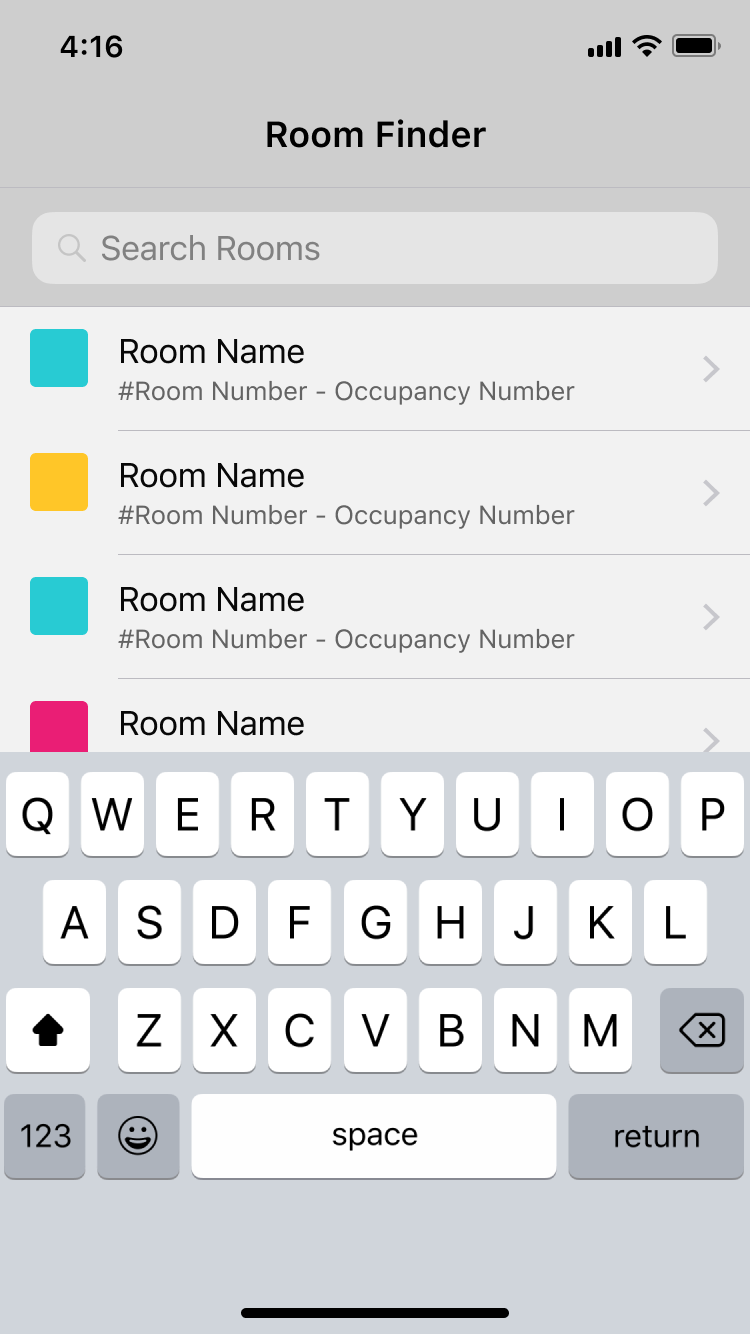 4:16
Room Finder
Search Rooms
Room Name
#Room Number - Occupancy Number
Room Name
#Room Number - Occupancy Number
Room Name
#Room Number - Occupancy Number
Room Name
Q W E R T Y U I O P
A S D F G H J K L
Z X C V B N M
123 space return